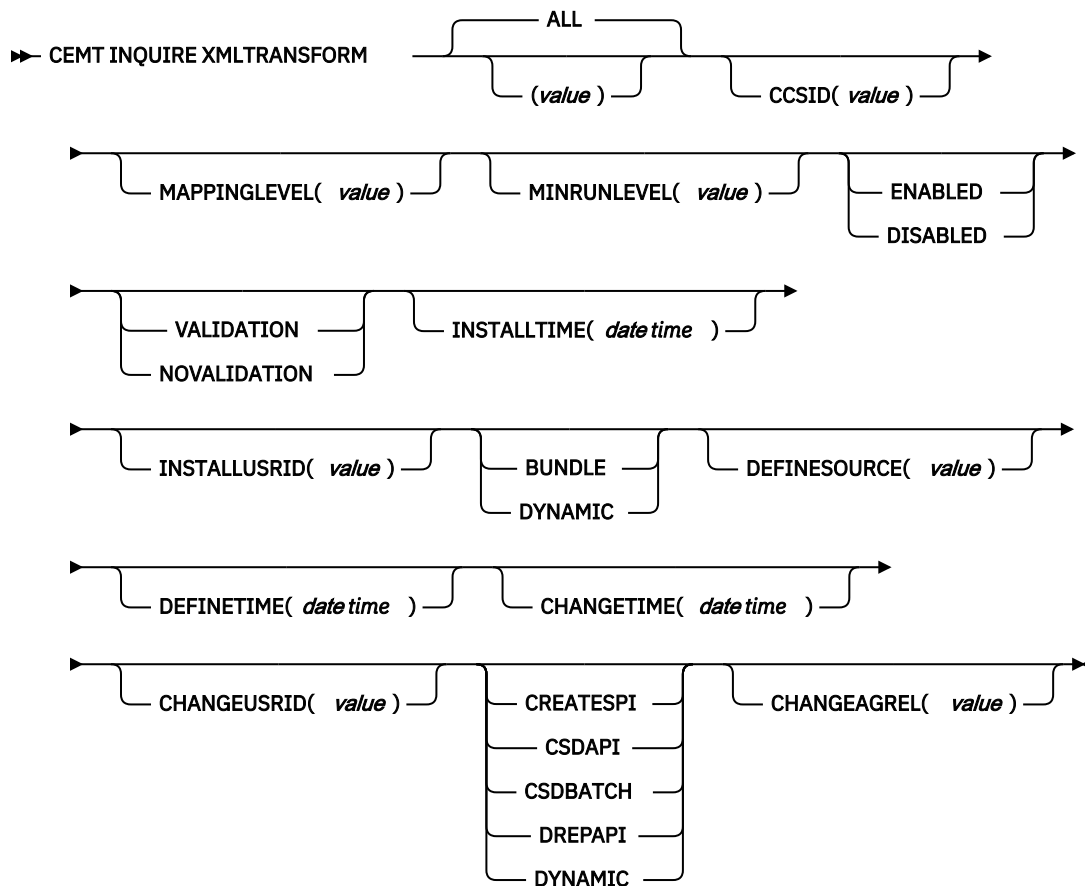 ALL
CEMT INQUIRE XMLTRANSFORM
(value) CCSID( value )
MAPPINGLEVEL( value ) MINRUNLEVEL( value ) ENABLED
DISABLED
VALIDATION INSTALLTIME( date time )
NOVALIDATION
INSTALLUSRID( value ) BUNDLE DEFINESOURCE( value )
DYNAMIC
DEFINETIME( date time ) CHANGETIME( date time )
CHANGEUSRID( value ) CREATESPI CHANGEAGREL( value )
CSDAPI
CSDBATCH
DREPAPI
DYNAMIC